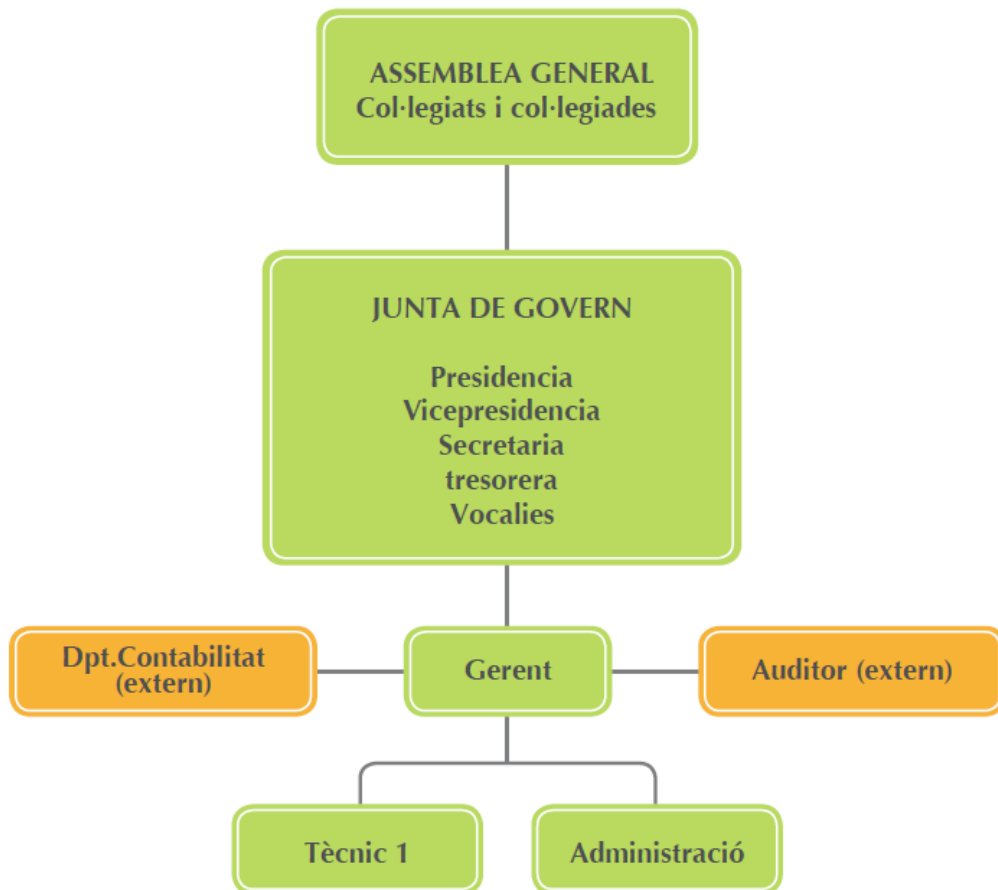 ASSEMBLEA GENERAL
Col·legiats i col·legiades
JUNTA DE GOVERN
Presidencia
Vicepresidencia
Secretaria
tresorera
Vocalies
Dpt.Contabilitat
(extern)
Gerent
Auditor (extern)
Tècnic 1
Administració